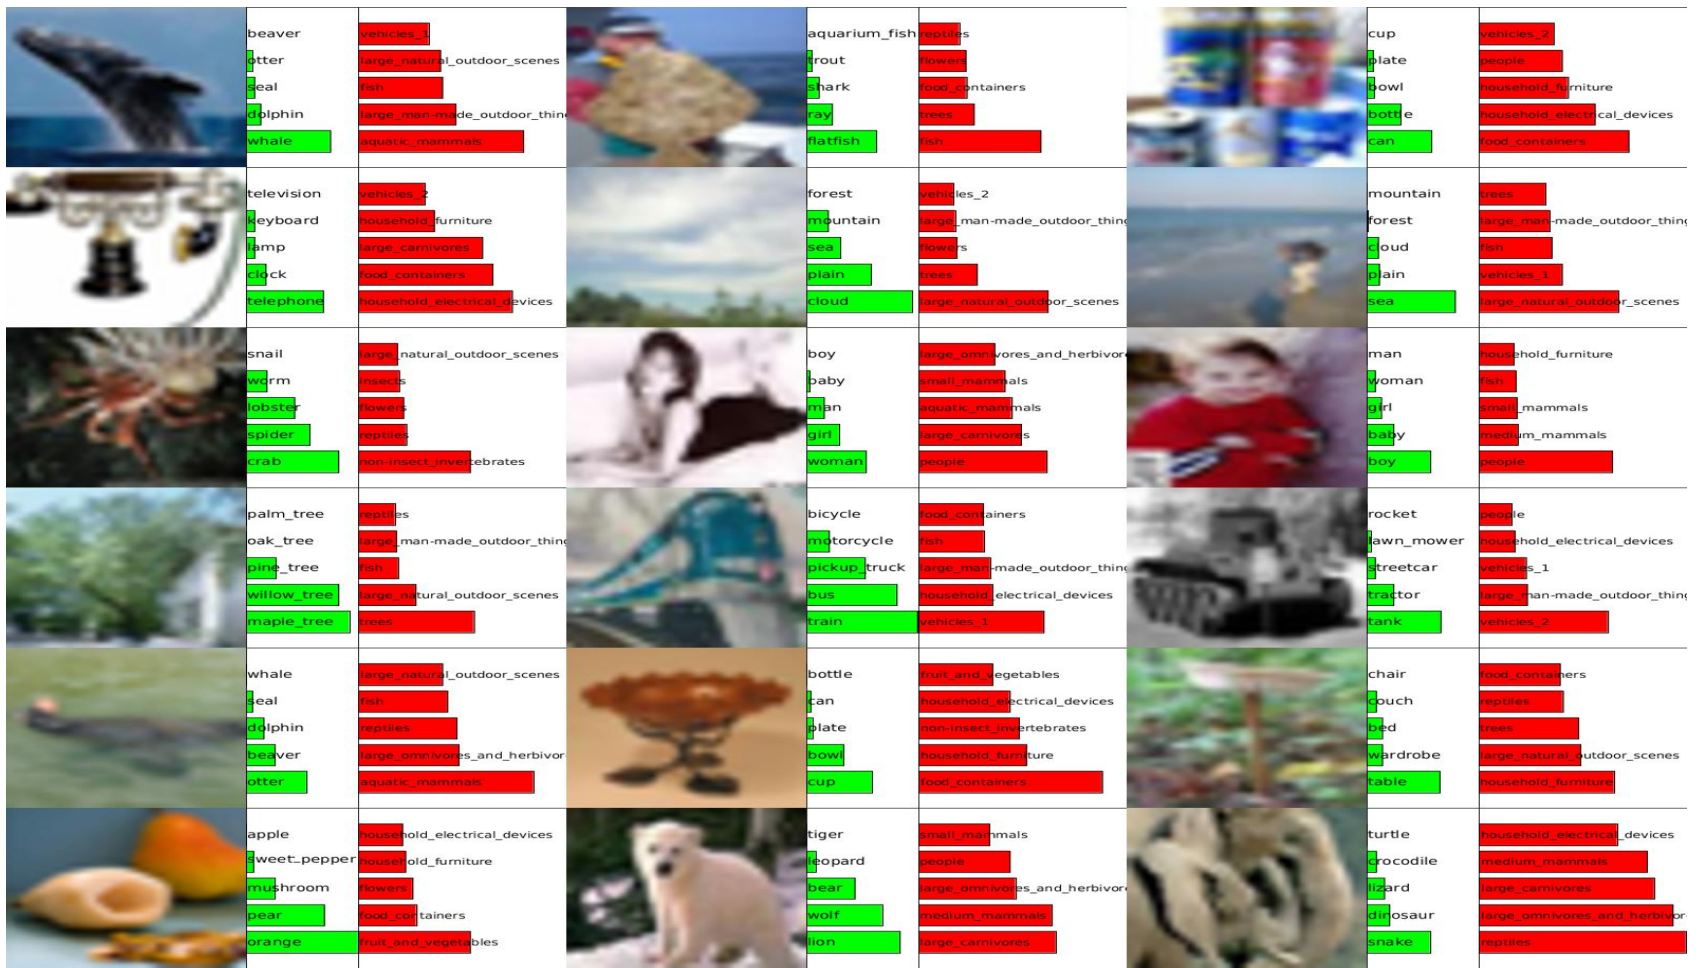 beaver
otter
seal
dolphin
whale
vehicles_1
large_natural_outdoor_scenes
fish
large_man-made_outdoor_thin
aquatic_mammals
aquarium_fish
trout
shark
ray
flatfish
reptiles
flowers
food_containers
trees
fish
cup
plate
bowl
bottle
can
vehicles_2
people
household_furniture
household_electrical_devices
food_containers
television
keyboard
lamp
clock
telephone
vehicles_2
household_furniture
large_carnivores
food_containers
household_electrical_devices
forest
mountain
sea
plain
cloud
vehicles_2
large_man-made_outdoor_thing
flowers
trees
large_natural_outdoor_scenes
mountain
forest
cloud
plain
sea
trees
large_man-made_outdoor_thing
fish
vehicles_1
large_natural_outdoor_scenes
snail
worm
lobster
spider
crab
large_natural_outdoor_scenes
insects
flowers
reptiles
non-insect_invertebrates
boy
baby
man
girl
woman
large_omnivores_and_herbivore
small_mammals
aquatic_mammals
large_carnivores
people
man
woman
girl
baby
boy
household_furniture
fish
small_mammals
medium_mammals
people
palm_tree
oak_tree
pine_tree
willow_tree
maple_tree
reptiles
large_man-made_outdoor_thing
fish
large_natural_outdoor_scenes
trees
bicycle
motorcycle
pickup_truck
bus
train
food_containers
fish
large_man-made_outdoor_thing
household_electrical_devices
vehicles_1
rocket
lawn_mower
streetcar
tractor
tank
people
household_electrical_devices
vehicles_1
large_man-made_outdoor_thing
vehicles_2
whale
seal
dolphin
beaver
otter
large_natural_outdoor_scenes
fish
reptiles
large_omnivores_and_herbivor
aquatic_mammals
bottle
can
plate
bowl
cup
fruit_and_vegetables
household_electrical_devices
non-insect_invertebrates
household_furniture
food_containers
chair
couch
bed
wardrobe
table
food_containers
reptiles
trees
large_natural_outdoor_scenes
household_furniture
apple
sweet_pepper
mushroom
pear
orange
household_electrical_devices
household_furniture
flowers
food_containers
fruit_and_vegetables
tiger
leopard
bear
wolf
lion
small_mammals
people
large_omnivores_and_herbivore
medium_mammals
large_carnivores
turtle
crocodile
lizard
dinosaur
snake
household_electrical_devices
medium_mammals
large_carnivores
large_omnivores_and_herbivor
reptiles